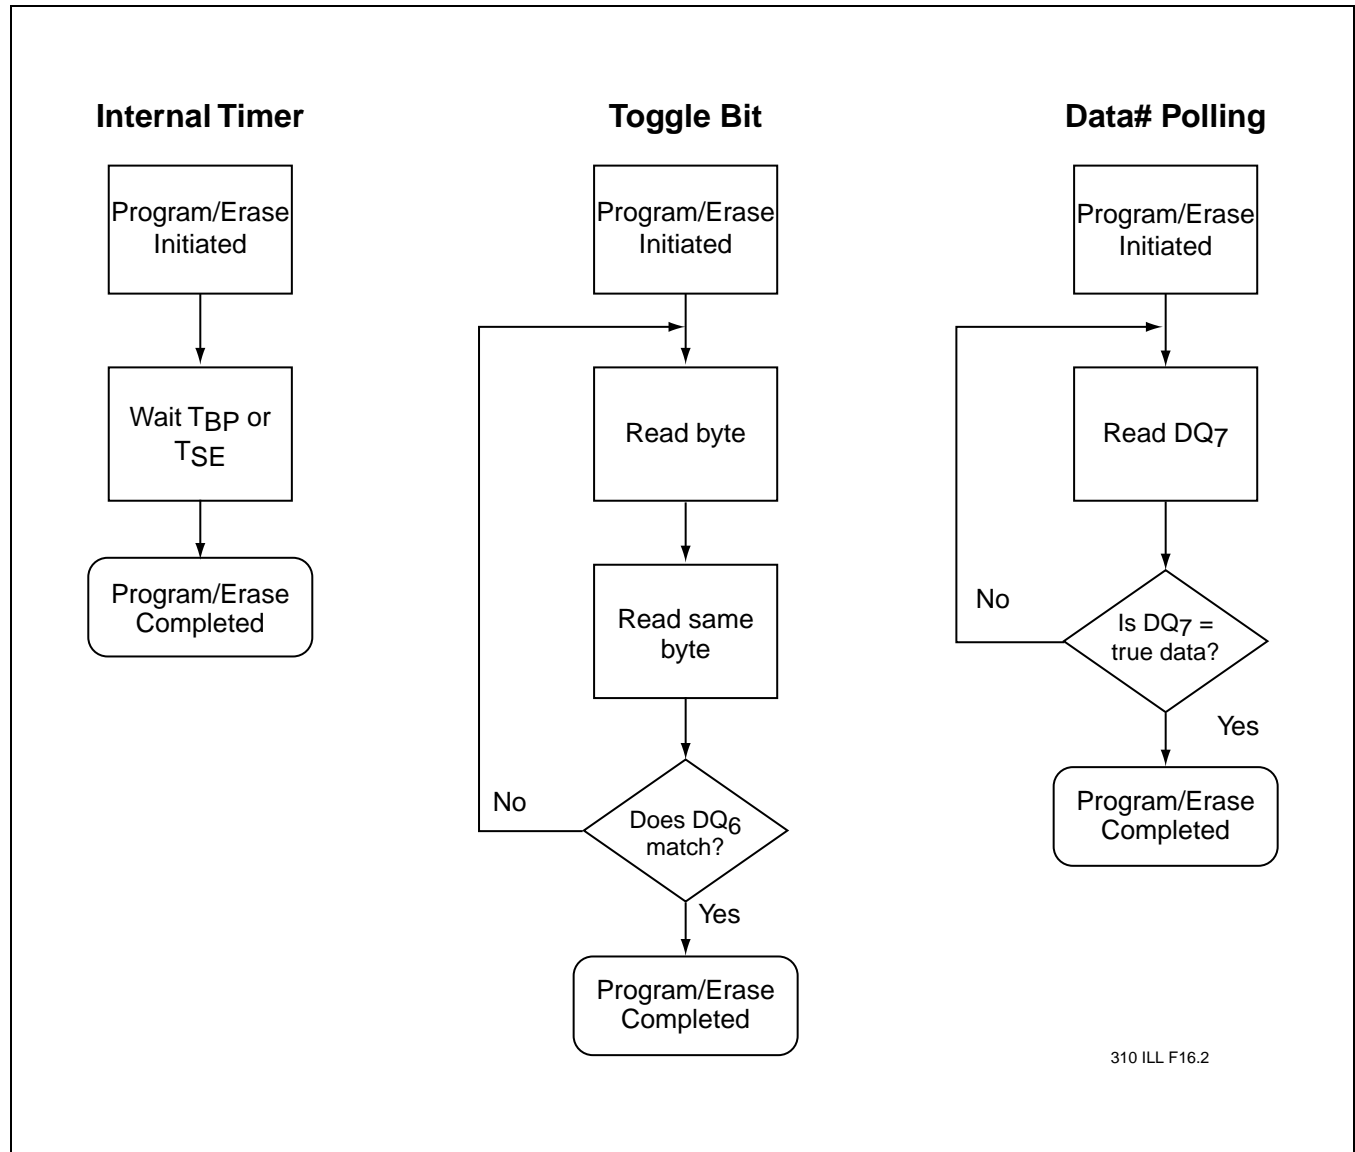 Internal Timer
Program/Erase
Initiated
Wait TBP or
TSE
Program/Erase
Completed
Toggle Bit
Program/Erase
Initiated
Read byte
Read same
byte
No
Does DQ6
match?
Yes
Program/Erase
Completed
Data# Polling
Program/Erase
Initiated
Read DQ7
No
Is DQ7 =
true data?
Yes
Program/Erase
Completed
310 ILL F16.2